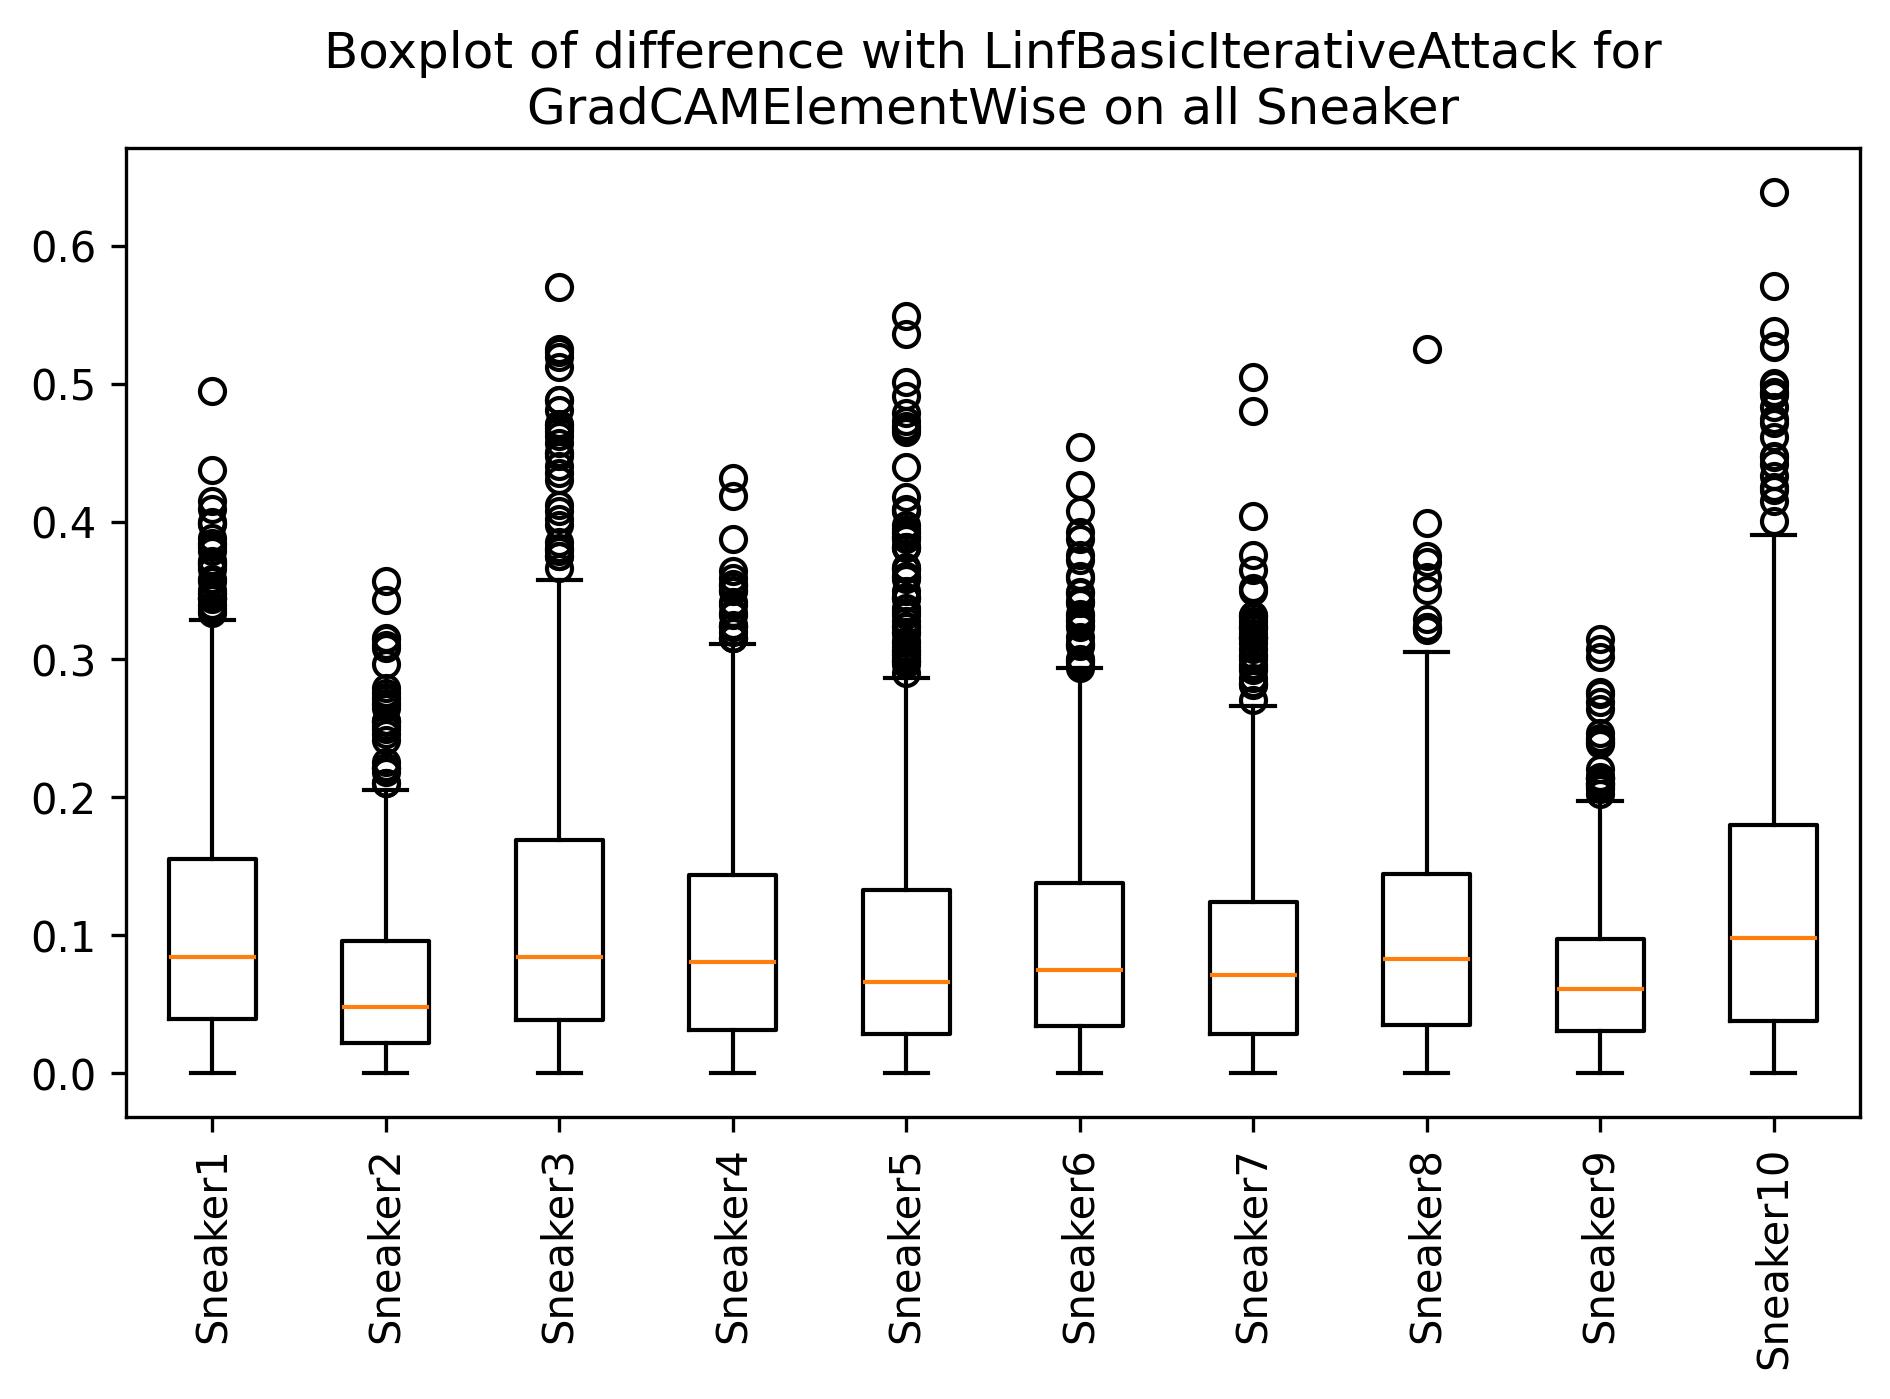 Boxplot of difference with LinfBasicIterativeAttack for
GradCAMElementWise on all Sneaker
0.6
0.5
0.4
0.3
0.2
0.1
0.0
Sneaker1
Sneaker2
Sneaker3
Sneaker4
Sneaker5
Sneaker6
Sneaker7
Sneaker8
Sneaker9
Sneaker10